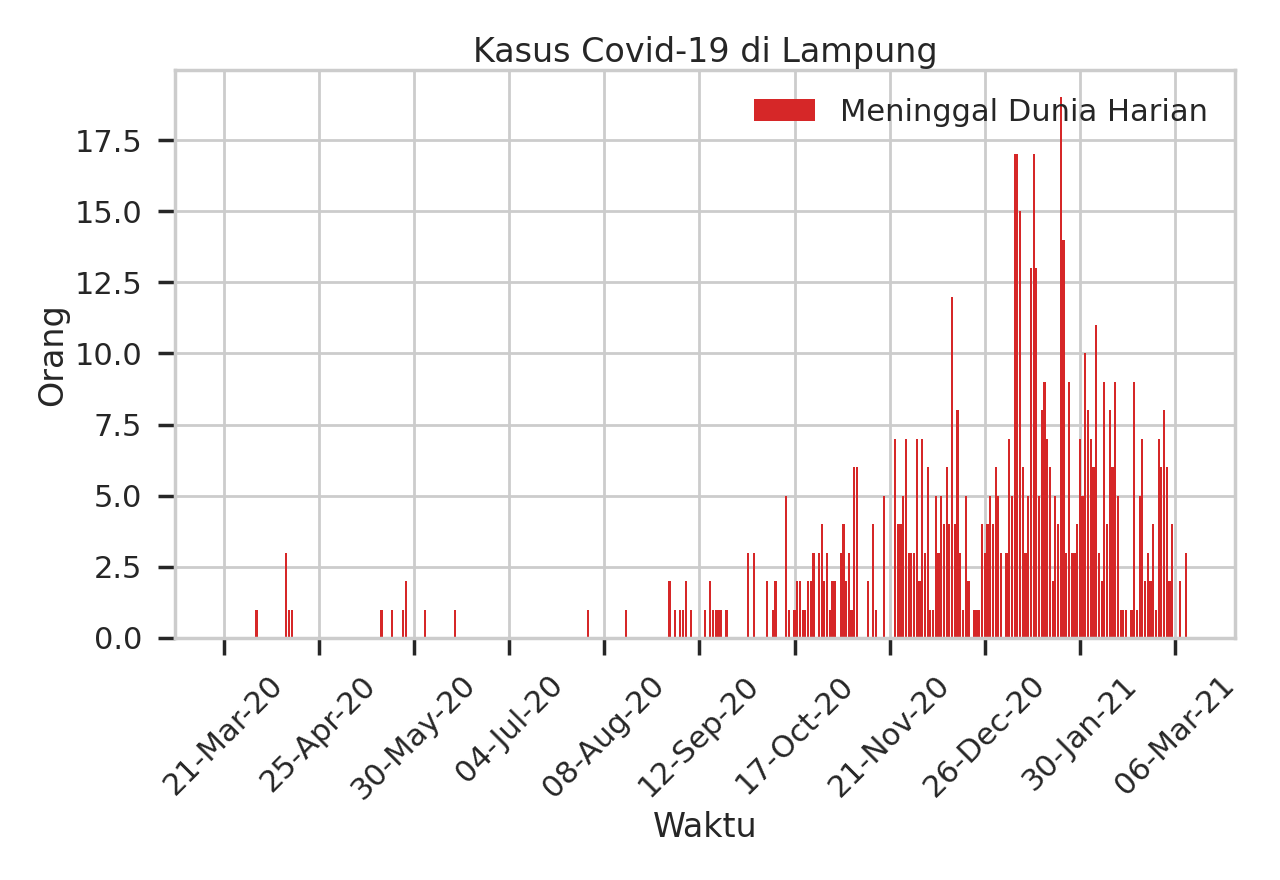 Kasus Covid-19 di Lampung
Meninggal Dunia Harian
17.5
15.0
12.5
10.0
7.5
5.0
2.5
0.0
Orang
21-Mar-20
25-Apr-20
30-May-20
04-Jul-20
08-Aug-20
12-Sep-20
17-Oct-20
21-Nov-20
26-Dec-20
30-Jan-21
06-Mar-21
Waktu